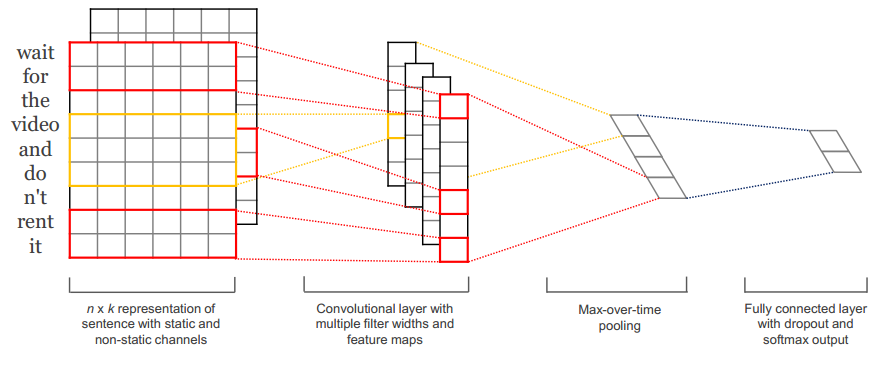 wait
for
the
video
and
do
n't
rent
it
n x k representation of
sentence with static and
non-static channels
Convolutional layer with
multiple filter widths and
feature maps
Max-over-time
pooling
Fully connected layer
with dropout and
softmax output